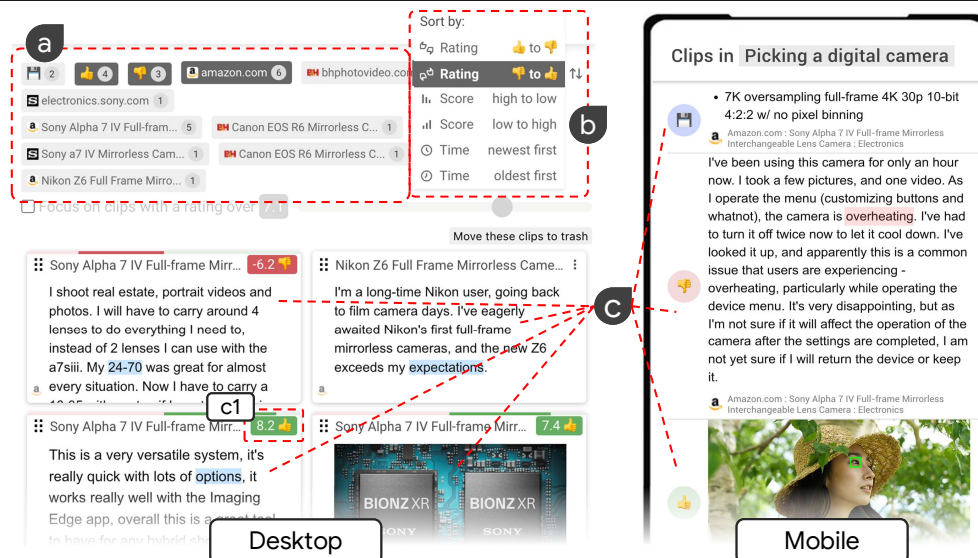 a
2
4
3
amazon.com 6
bhphotovideo.com
electronics.sony.com 1
Sony Alpha 7 IV Full-fram... 5
Canon EOS R6 Mirrorless C... 1
Sony a7 IV Mirrorless Cam... 1
Canon EOS R6 Mirrorless C... 1
Nikon Z6 Full Frame Mirro... 1
Focus on clips with a rating over 7.1
Sort by:
Rating to
Rating to
Score high to low
Score low to high
Time newest first
Time oldest first
b
Move these clips to trash
Sony Alpha 7 IV Full-frame Mirr... -6.2
I shoot real estate, portrait videos and
photos. I will have to carry around 4
lenses to do everything I need to,
instead of 2 lenses I can use with the
a7siii. My 24-70 was great for almost
every situation. Now I have to carry a
Nikon Z6 Full Frame Mirrorless Came...
I'm a long-time Nikon user, going back
to film camera days. I've eagerly
awaited Nikon's first full-frame
mirrorless cameras, and the new Z6
exceeds my expectations.
c
c1
Sony Alpha 7 IV Full-frame Mirr... 8.2
This is a very versatile system, it's
really quick with lots of options, it
works really well with the Imaging
Edge app, overall this is a great tool
to have for any hybrid
Sony Alpha 7 IV Full-frame Mirr... 7.4
BIONZ XR
BIONZ XR
SONY
SONY
Desktop
Clips in Picking a digital camera
• 7K oversampling full-frame 4K 30p 10-bit
4:2:2 w/ no pixel binning
Amazon.com : Sony Alpha 7 IV Full-frame Mirrorless
Interchangeable Lens Camera : Electronics
I've been using this camera for only an hour
now. I took a few pictures, and one video. As
I operate the menu (customizing buttons and
whatnot), the camera is overheating. I've had
to turn it off twice now to let it cool down. I've
looked it up, and apparently this is a common
issue that users are experiencing -
overheating, particularly while operating the
device menu. It's very disappointing, but as
I'm not sure if it will affect the operation of the
camera after the settings are completed, I am
not yet sure if I will return the device or keep
it.
Amazon.com : Sony Alpha 7 IV Full-frame Mirrorless
Interchangeable Lens Camera : Electronics
Mobile